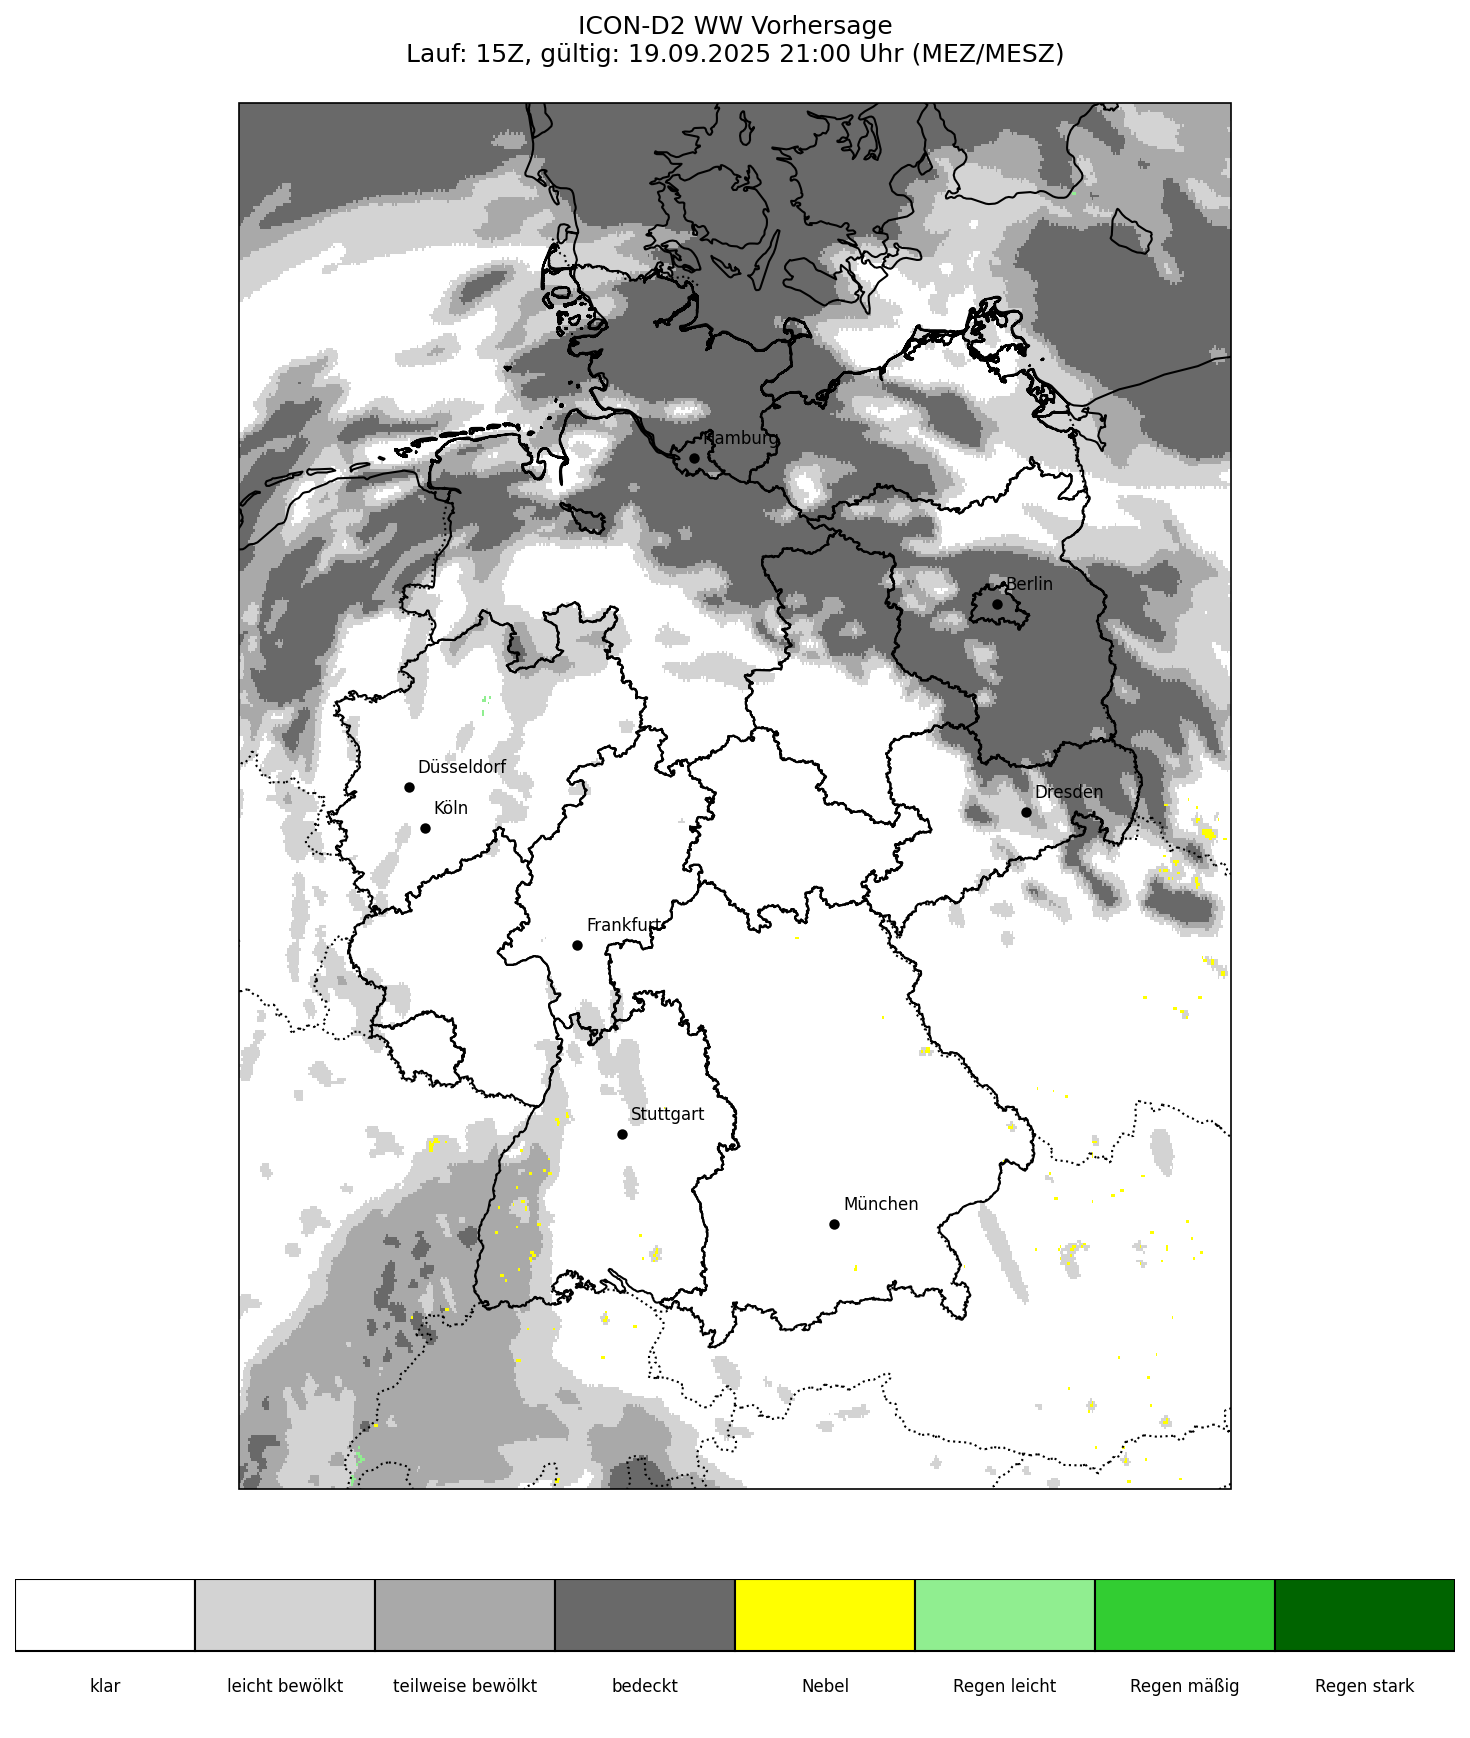 ICON-D2 WW Vorhersage
Lauf: 15Z, gültig: 19.09.2025 21:00 Uhr (MEZ/MESZ)
Hamburg
Berlin
Düsseldorf
Dresden
Köln
Frankfurt
Stuttgart
München
klar
leicht bewölkt
teilweise bewölkt
bedeckt
Nebel
Regen leicht
Regen mäßig
Regen stark